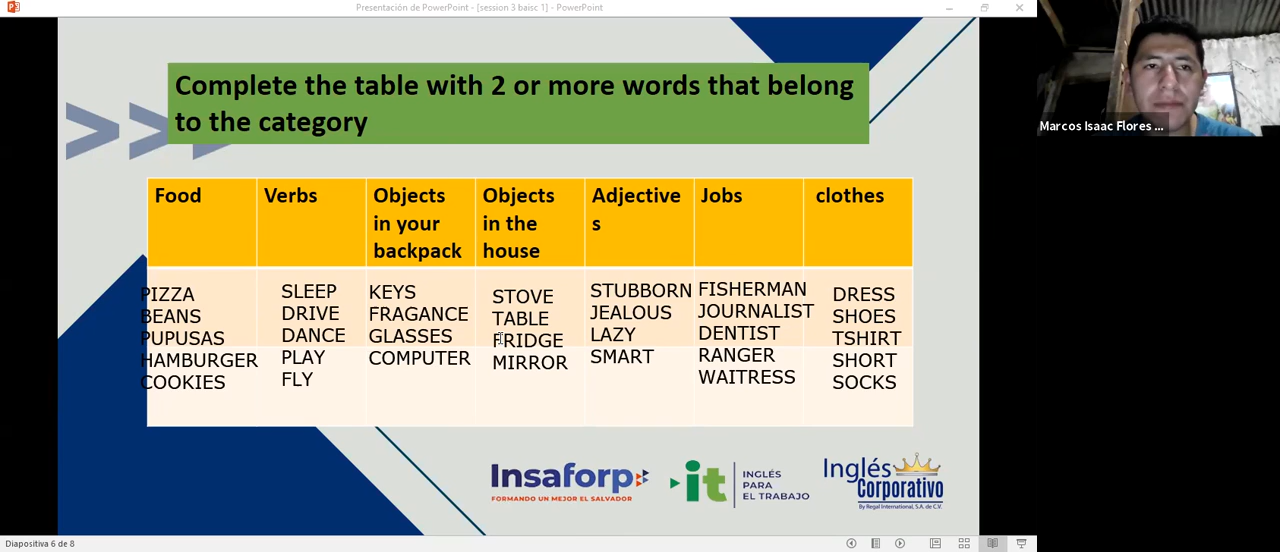 Presentación de PowerPoint - [session 3 baisc 1] - PowerPoint
Complete the table with 2 or more words that belong
to the category
Food
Verbs
Objects
in your
backpack
Objects
in the
house
Adjective
s
Jobs
clothes
PIZZA
BEANS
PUPUSAS
HAMBURGER
COOKIES
SLEEP
DRIVE
DANCE
PLAY
FLY
KEYS
FRAGANCE
GLASSES
COMPUTER
STOVE
TABLE
FRIDGE
MIRROR
STUBBORN
JEALOUS
LAZY
SMART
FISHERMAN
JOURNALIST
DENTIST
RANGER
WAITRESS
DRESS
SHOES
TSHIRT
SHORT
SOCKS
Insaforp
FORMANDO UN MEJOR EL SALVADOR
it
INGLÉS
PARA
EL TRABAJO
Inglés
Corporativo
By Regal International, S.A. de C.V.
Marcos Isaac Flores ...
Diapositiva 6 de 8